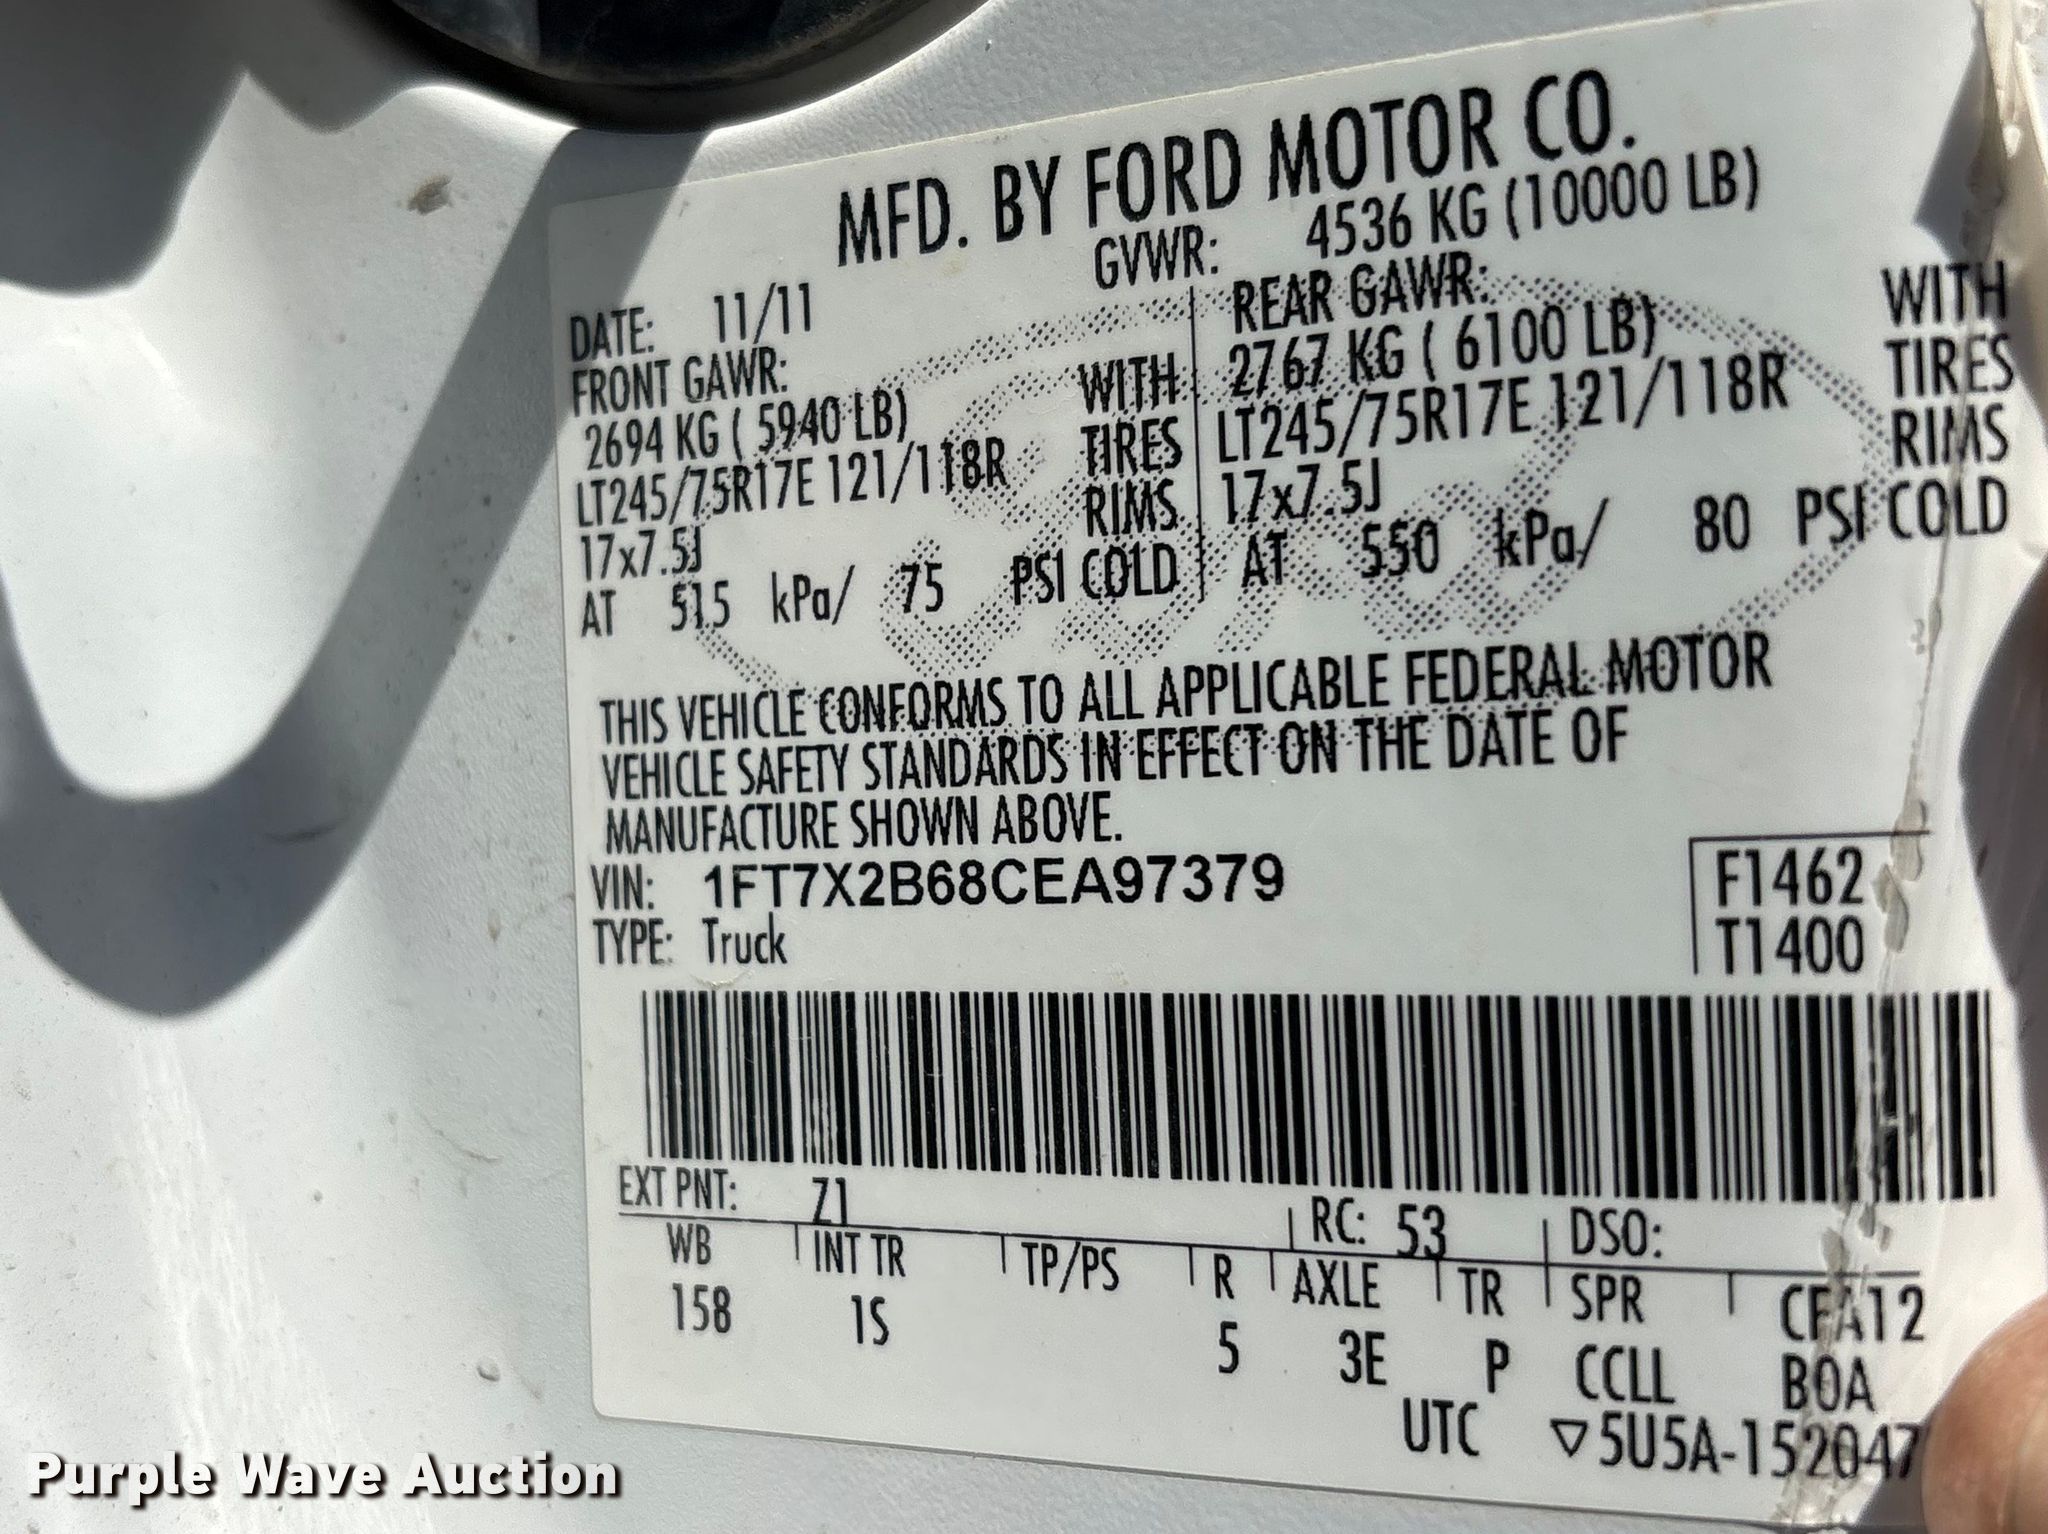 MFD. BY FORD MOTOR CO.
DATE: 11/11 GVWR: 4536 KG (10000 LB)
FRONT GAWR: REAR GAWR:
2694 KG ( 5940 LB) WITH 2767 KG ( 6100 LB) WITH
LT245/75R17E 121/118R TIRES LT245/75R17E 121/118R TIRES
17x7.5J RIMS 17x7.5J RIMS
AT 515 kPa/ 75 PSI COLD AT 550 kPa/ 80 PSI COLD
THIS VEHICLE CONFORMS TO ALL APPLICABLE FEDERAL MOTOR
VEHICLE SAFETY STANDARDS IN EFFECT ON THE DATE OF
MANUFACTURE SHOWN ABOVE.
VIN: 1FT7X2B68CEA97379 F1462
TYPE: Truck T1400
EXT PNT: Z1 RC: 53 DSO:
WB INT TR TP/PS R AXLE TR SPR CFA12
158 1S 5 3E P CCLL BOA
UTC ▽5U5A-152047
Purple Wave Auction